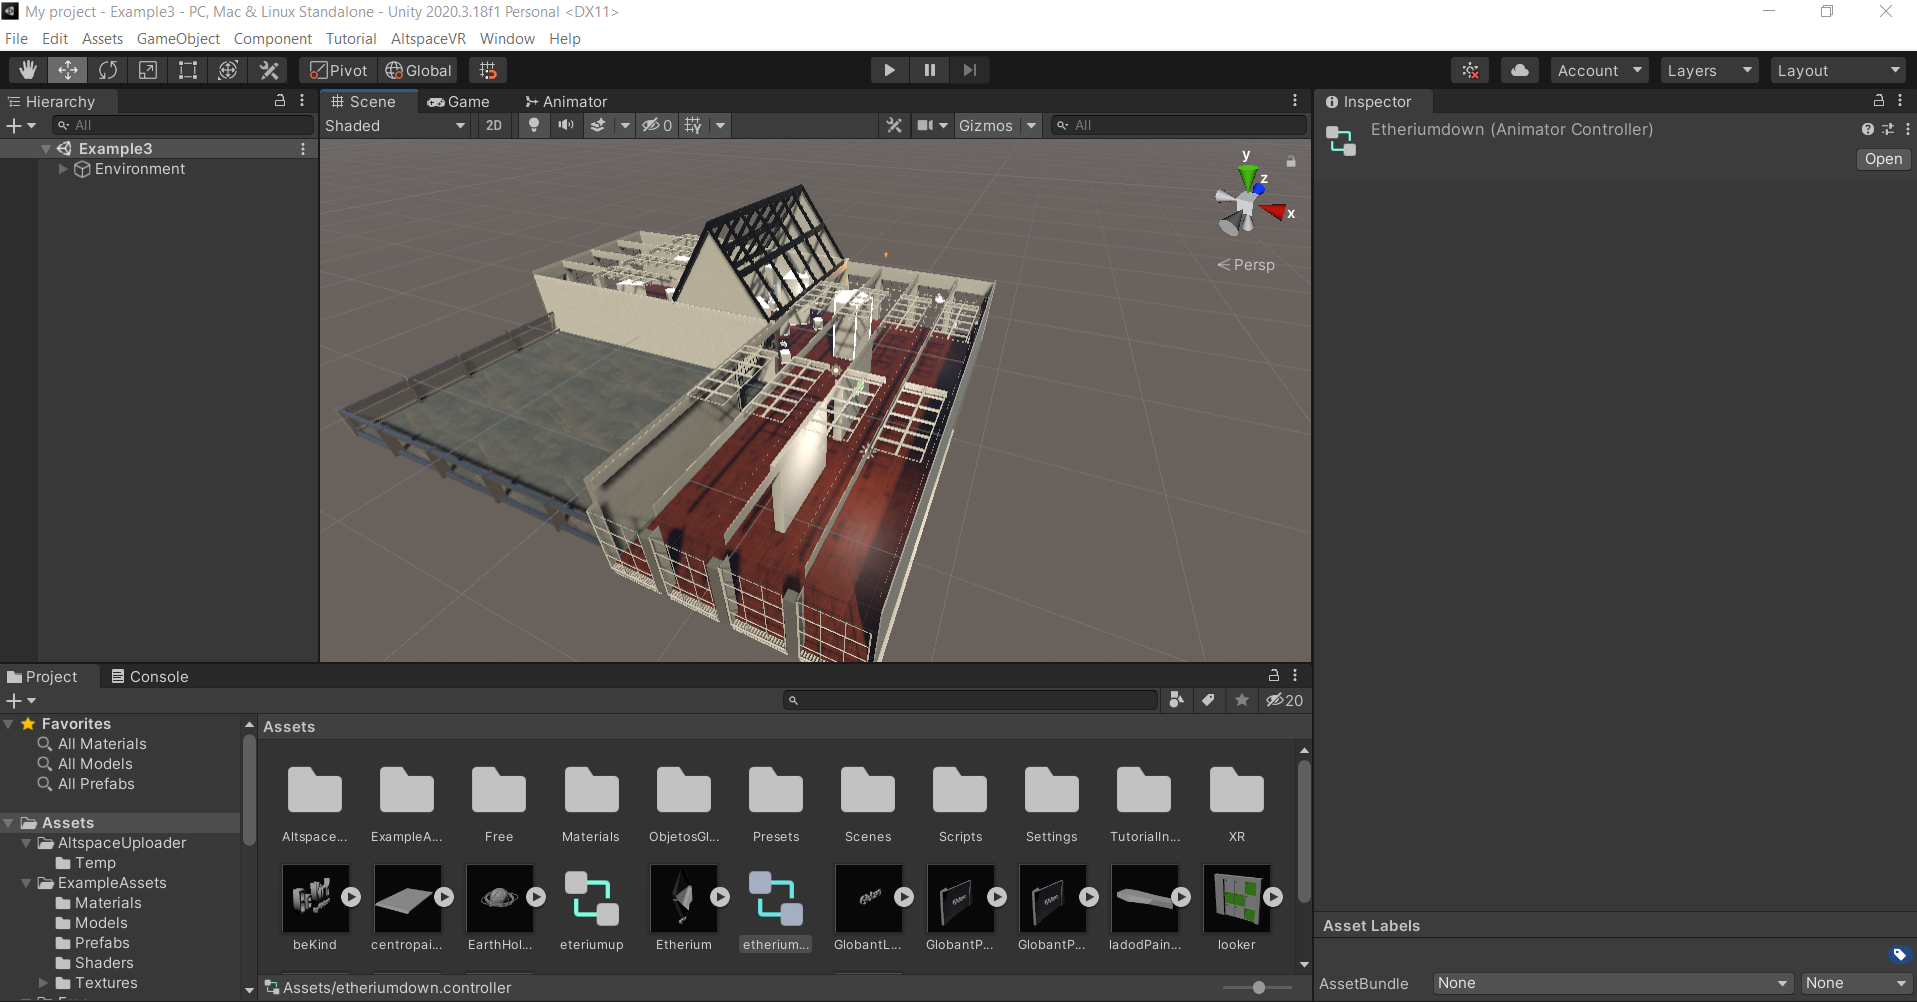 My project - Example3 - PC, Mac & Linux Standalone - Unity 2020.3.18f1 Personal <DX11>
File Edit Assets GameObject Component Tutorial AltspaceVR Window Help
Pivot Global Account Layers Layout
Hierarchy
All
Example3
Environment
Scene Game Animator
Shaded 2D 0 Gizmos All
y
z
x
Persp
Inspector
Etheriumdown (Animator Controller)
Open
Project Console
20
Favorites
All Materials
All Models
All Prefabs
Assets
AltspaceUploader
Temp
ExampleAssets
Materials
Models
Prefabs
Shaders
Textures
Assets
Altspace... ExampleA... Free Materials ObjetosGl... Presets Scenes Scripts Settings TutorialIn... XR
beKind centropai... EarthHol... eteriumup Etherium etherium... GlobantL... GlobantP... GlobantP... ladodPain... looker
Assets/etheriumdown.controller
Asset Labels
AssetBundle None None